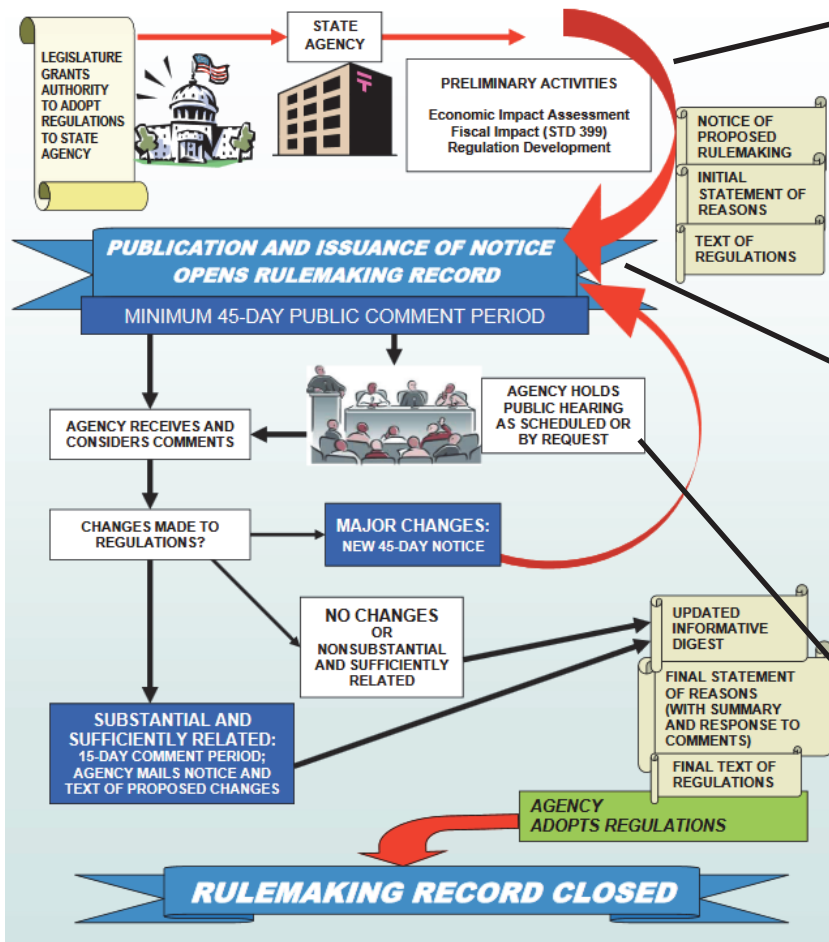 LEGISLATURE
GRANTS
AUTHORITY
TO ADOPT
REGULATIONS
TO STATE
AGENCY
STATE
AGENCY
PRELIMINARY ACTIVITIES
Economic Impact Assessment
Fiscal Impact (STD 399)
Regulation Development
NOTICE OF
PROPOSED
RULEMAKING
INITIAL
STATEMENT OF
REASONS
TEXT OF
REGULATIONS
PUBLICATION AND ISSUANCE OF NOTICE
OPENS RULEMAKING RECORD
MINIMUM 45-DAY PUBLIC COMMENT PERIOD
AGENCY HOLDS
PUBLIC HEARING
AS SCHEDULED OR
BY REQUEST
AGENCY RECEIVES AND
CONSIDERS COMMENTS
CHANGES MADE TO
REGULATIONS?
MAJOR CHANGES:
NEW 45-DAY NOTICE
NO CHANGES
OR
NONSUBSTANTIAL
AND SUFFICIENTLY
RELATED
SUBSTANTIAL AND
SUFFICIENTLY RELATED:
15-DAY COMMENT PERIOD;
AGENCY MAILS NOTICE AND
TEXT OF PROPOSED CHANGES
UPDATED
INFORMATIVE
DIGEST
FINAL STATEMENT
OF REASONS
(WITH SUMMARY
AND RESPONSE TO
COMMENTS)
FINAL TEXT OF
REGULATIONS
AGENCY
ADOPTS REGULATIONS
RULEMAKING RECORD CLOSED